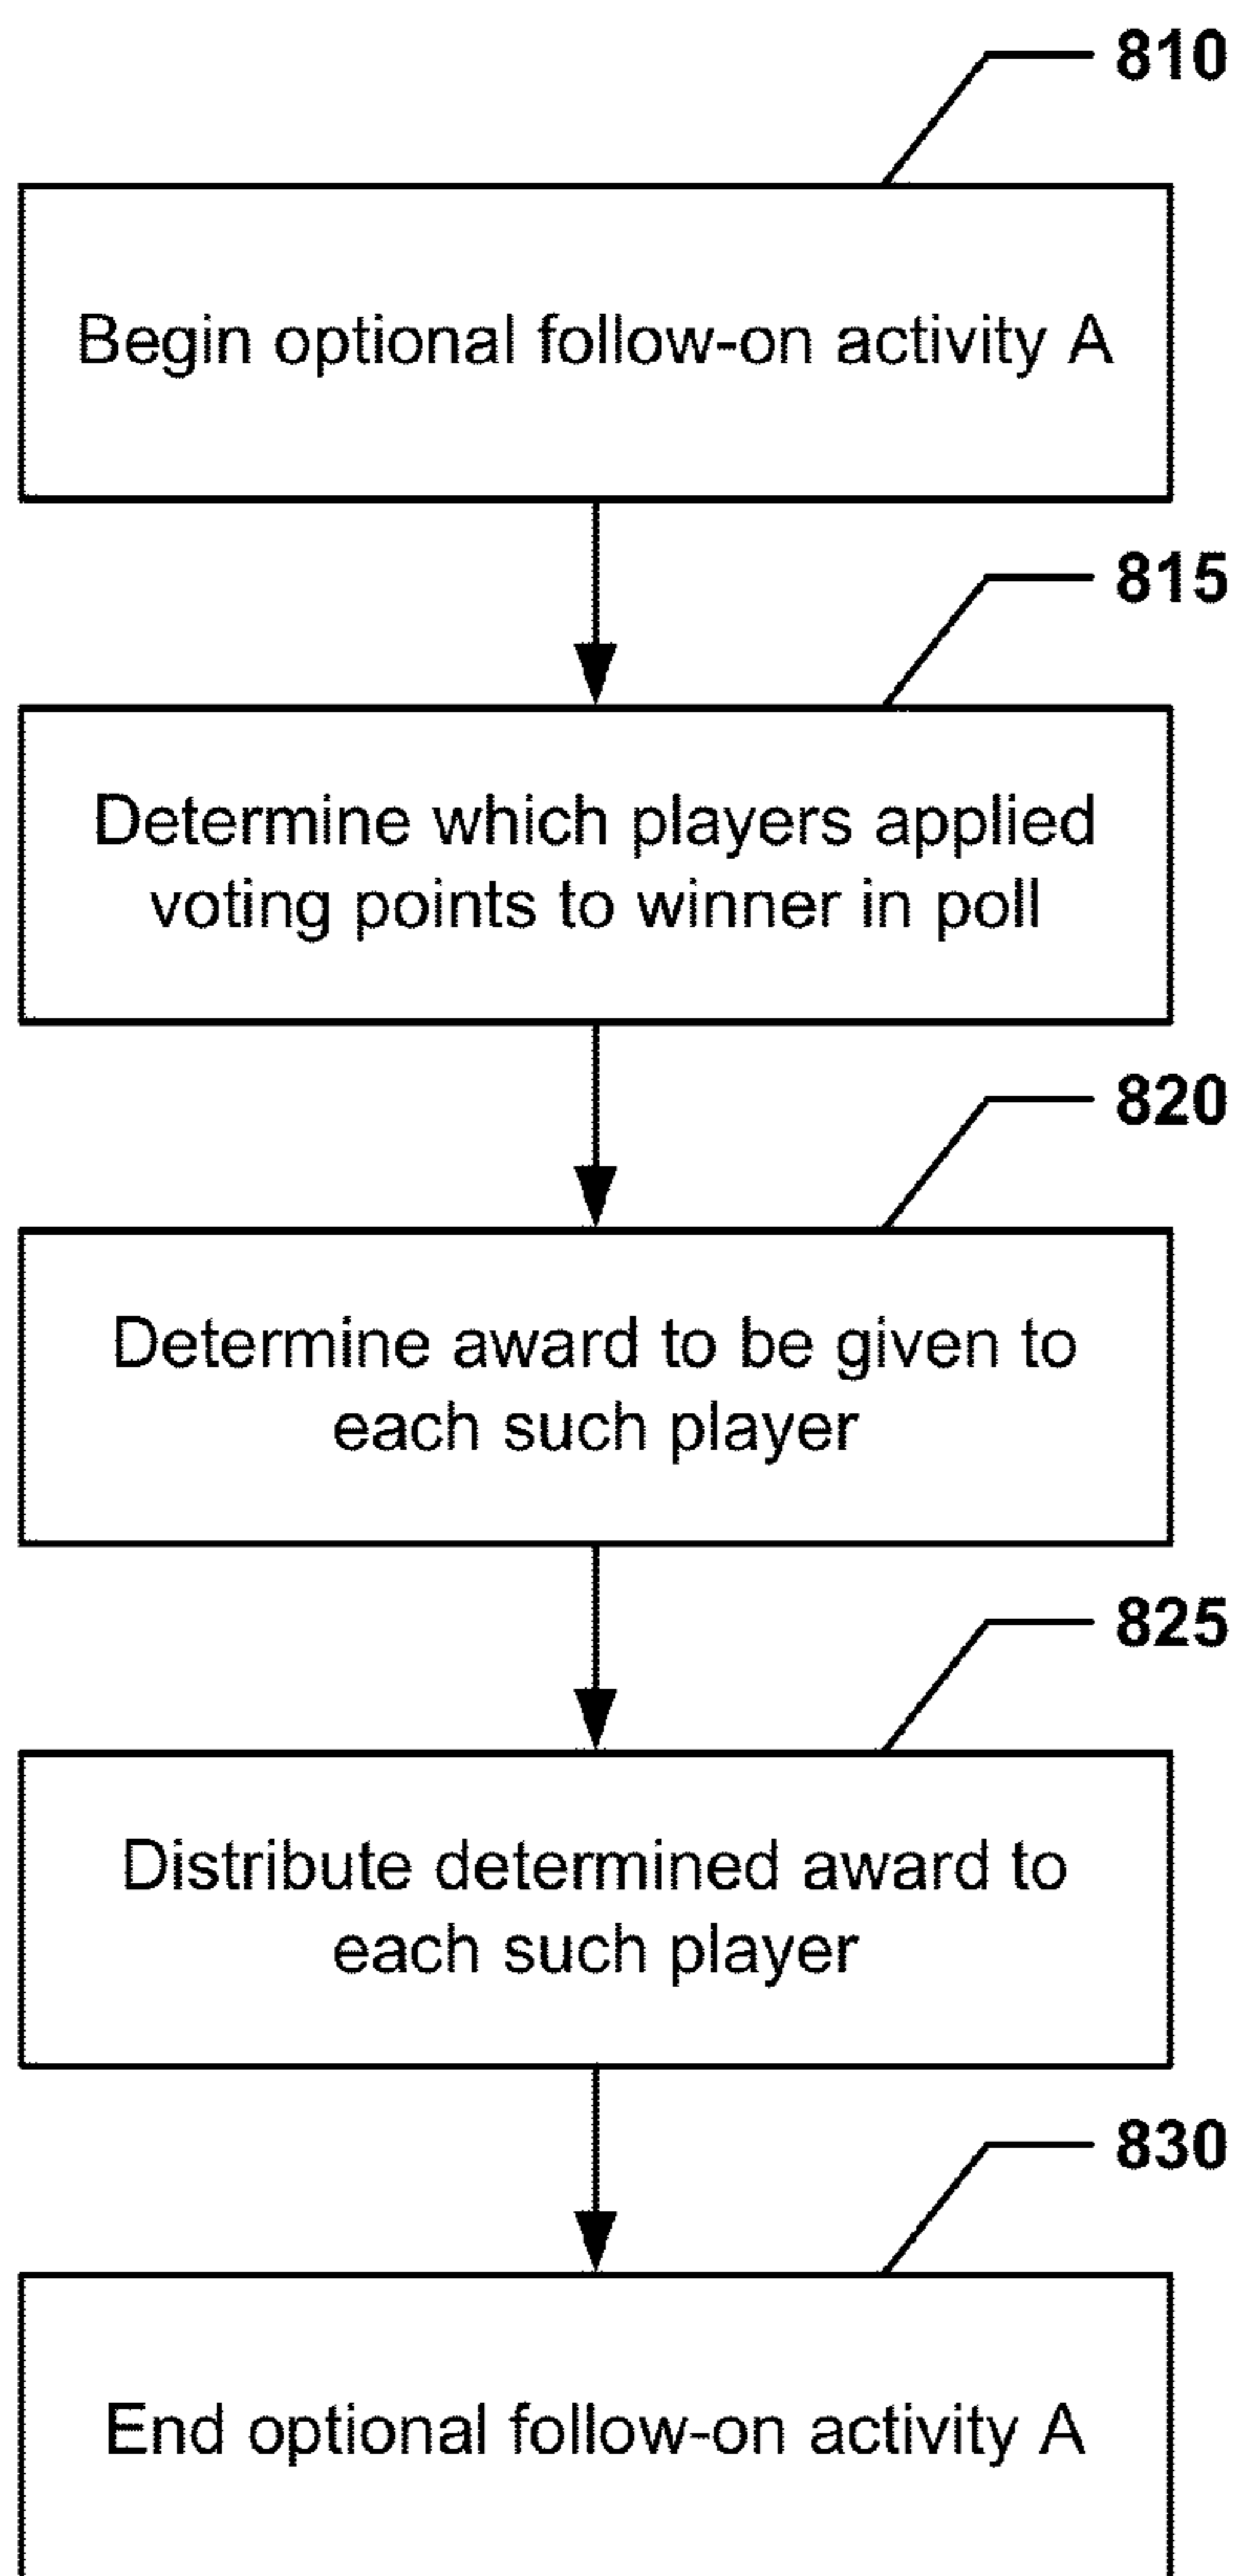 810
Begin optional follow-on activity A
815
Determine which players applied
voting points to winner in poll
820
Determine award to be given to
each such player
825
Distribute determined award to
each such player
830
End optional follow-on activity A